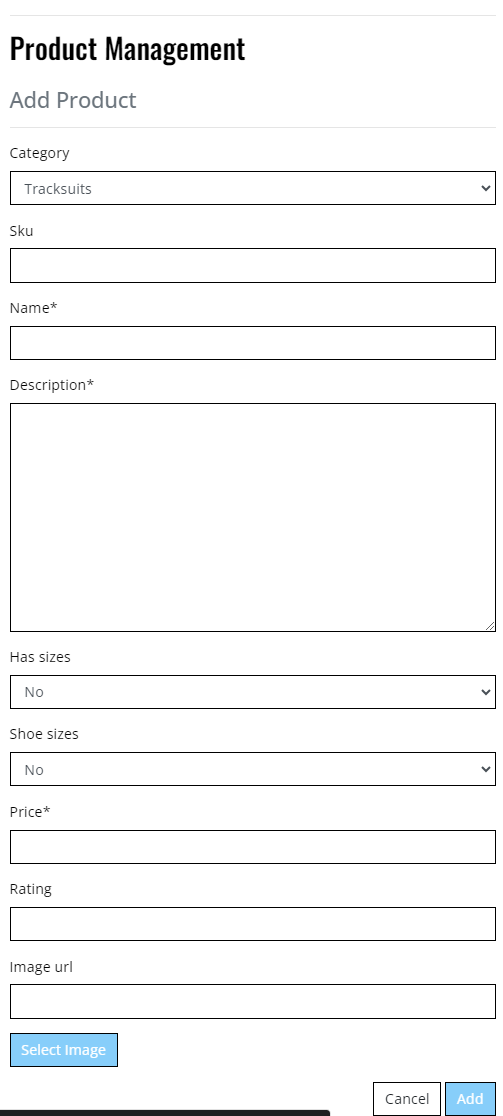 Product Management
Add Product
Category
Tracksuits
Sku
Name*
Description*
Has sizes
No
Shoe sizes
No
Price*
Rating
Image url
Select Image
Cancel Add